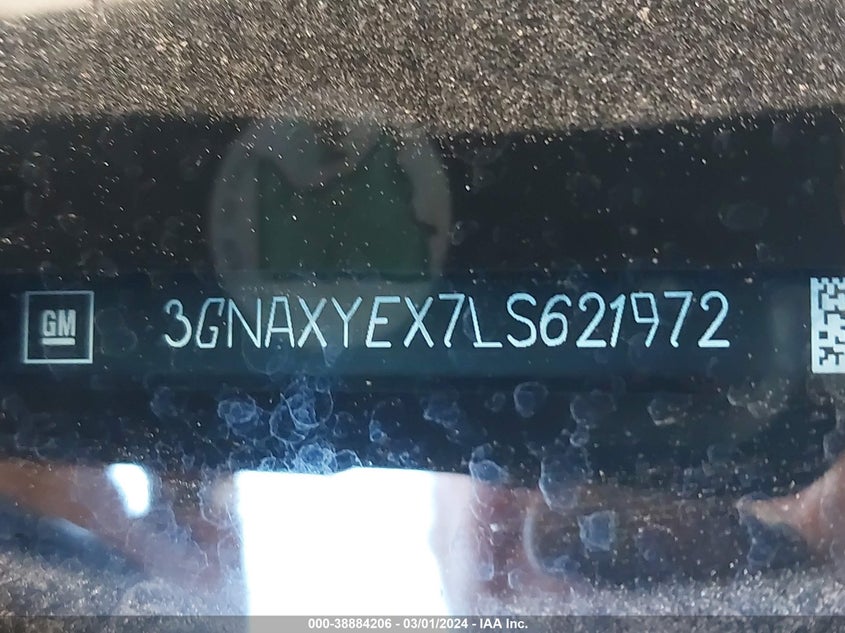 GM 3GNAXYEX7LS621972
000-38884206 - 03/01/2024 - IAA Inc.